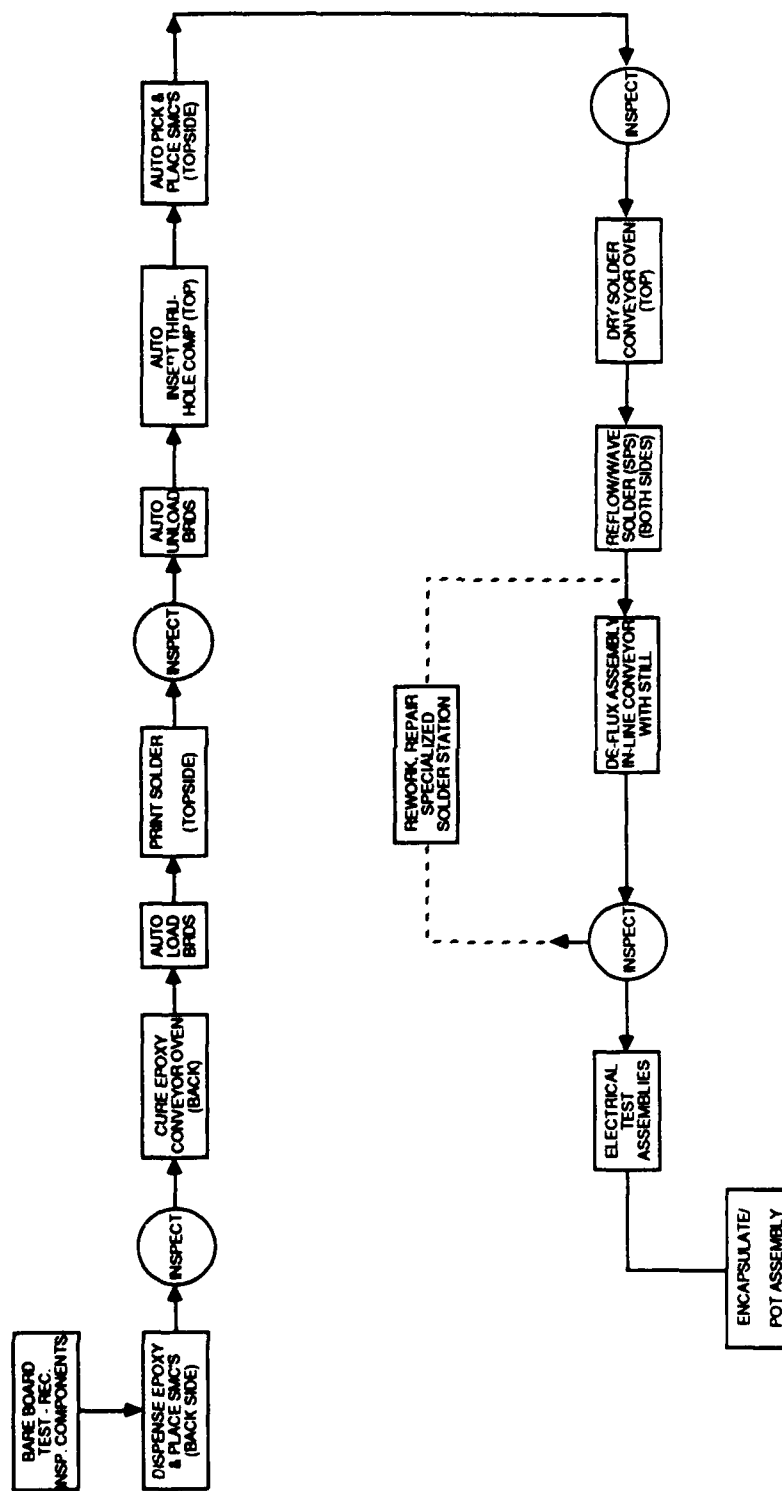 BARE BOARD
TEST - REC.
INSP. COMPONENTS
DISPENSE EPOXY
& PLACE SMC'S
(BACK SIDE)
INSPECT
CURE EPOXY
CONVEYOR OVEN
(BACK)
AUTO
LOAD
BRDS
PRINT SOLDER
(TOPSIDE)
INSPECT
AUTO
UNLOAD
BRDS
AUTO
INSERT THRU-
HOLE COMP (TOP)
AUTO PICK &
PLACE SMC'S
(TOPSIDE)
INSPECT
DRY SOLDER
CONVEYOR OVEN
(TOP)
REFLOW/WAVE
SOLDER (SPS)
(BOTH SIDES)
DE-FLUX ASSEMBLY
IN-LINE CONVEYOR
WITH STILL
REWORK, REPAIR
SPECIALIZED
SOLDER STATION
INSPECT
ELECTRICAL
TEST
ASSEMBLIES
ENCAPSULATE/
POT ASSEMBLY